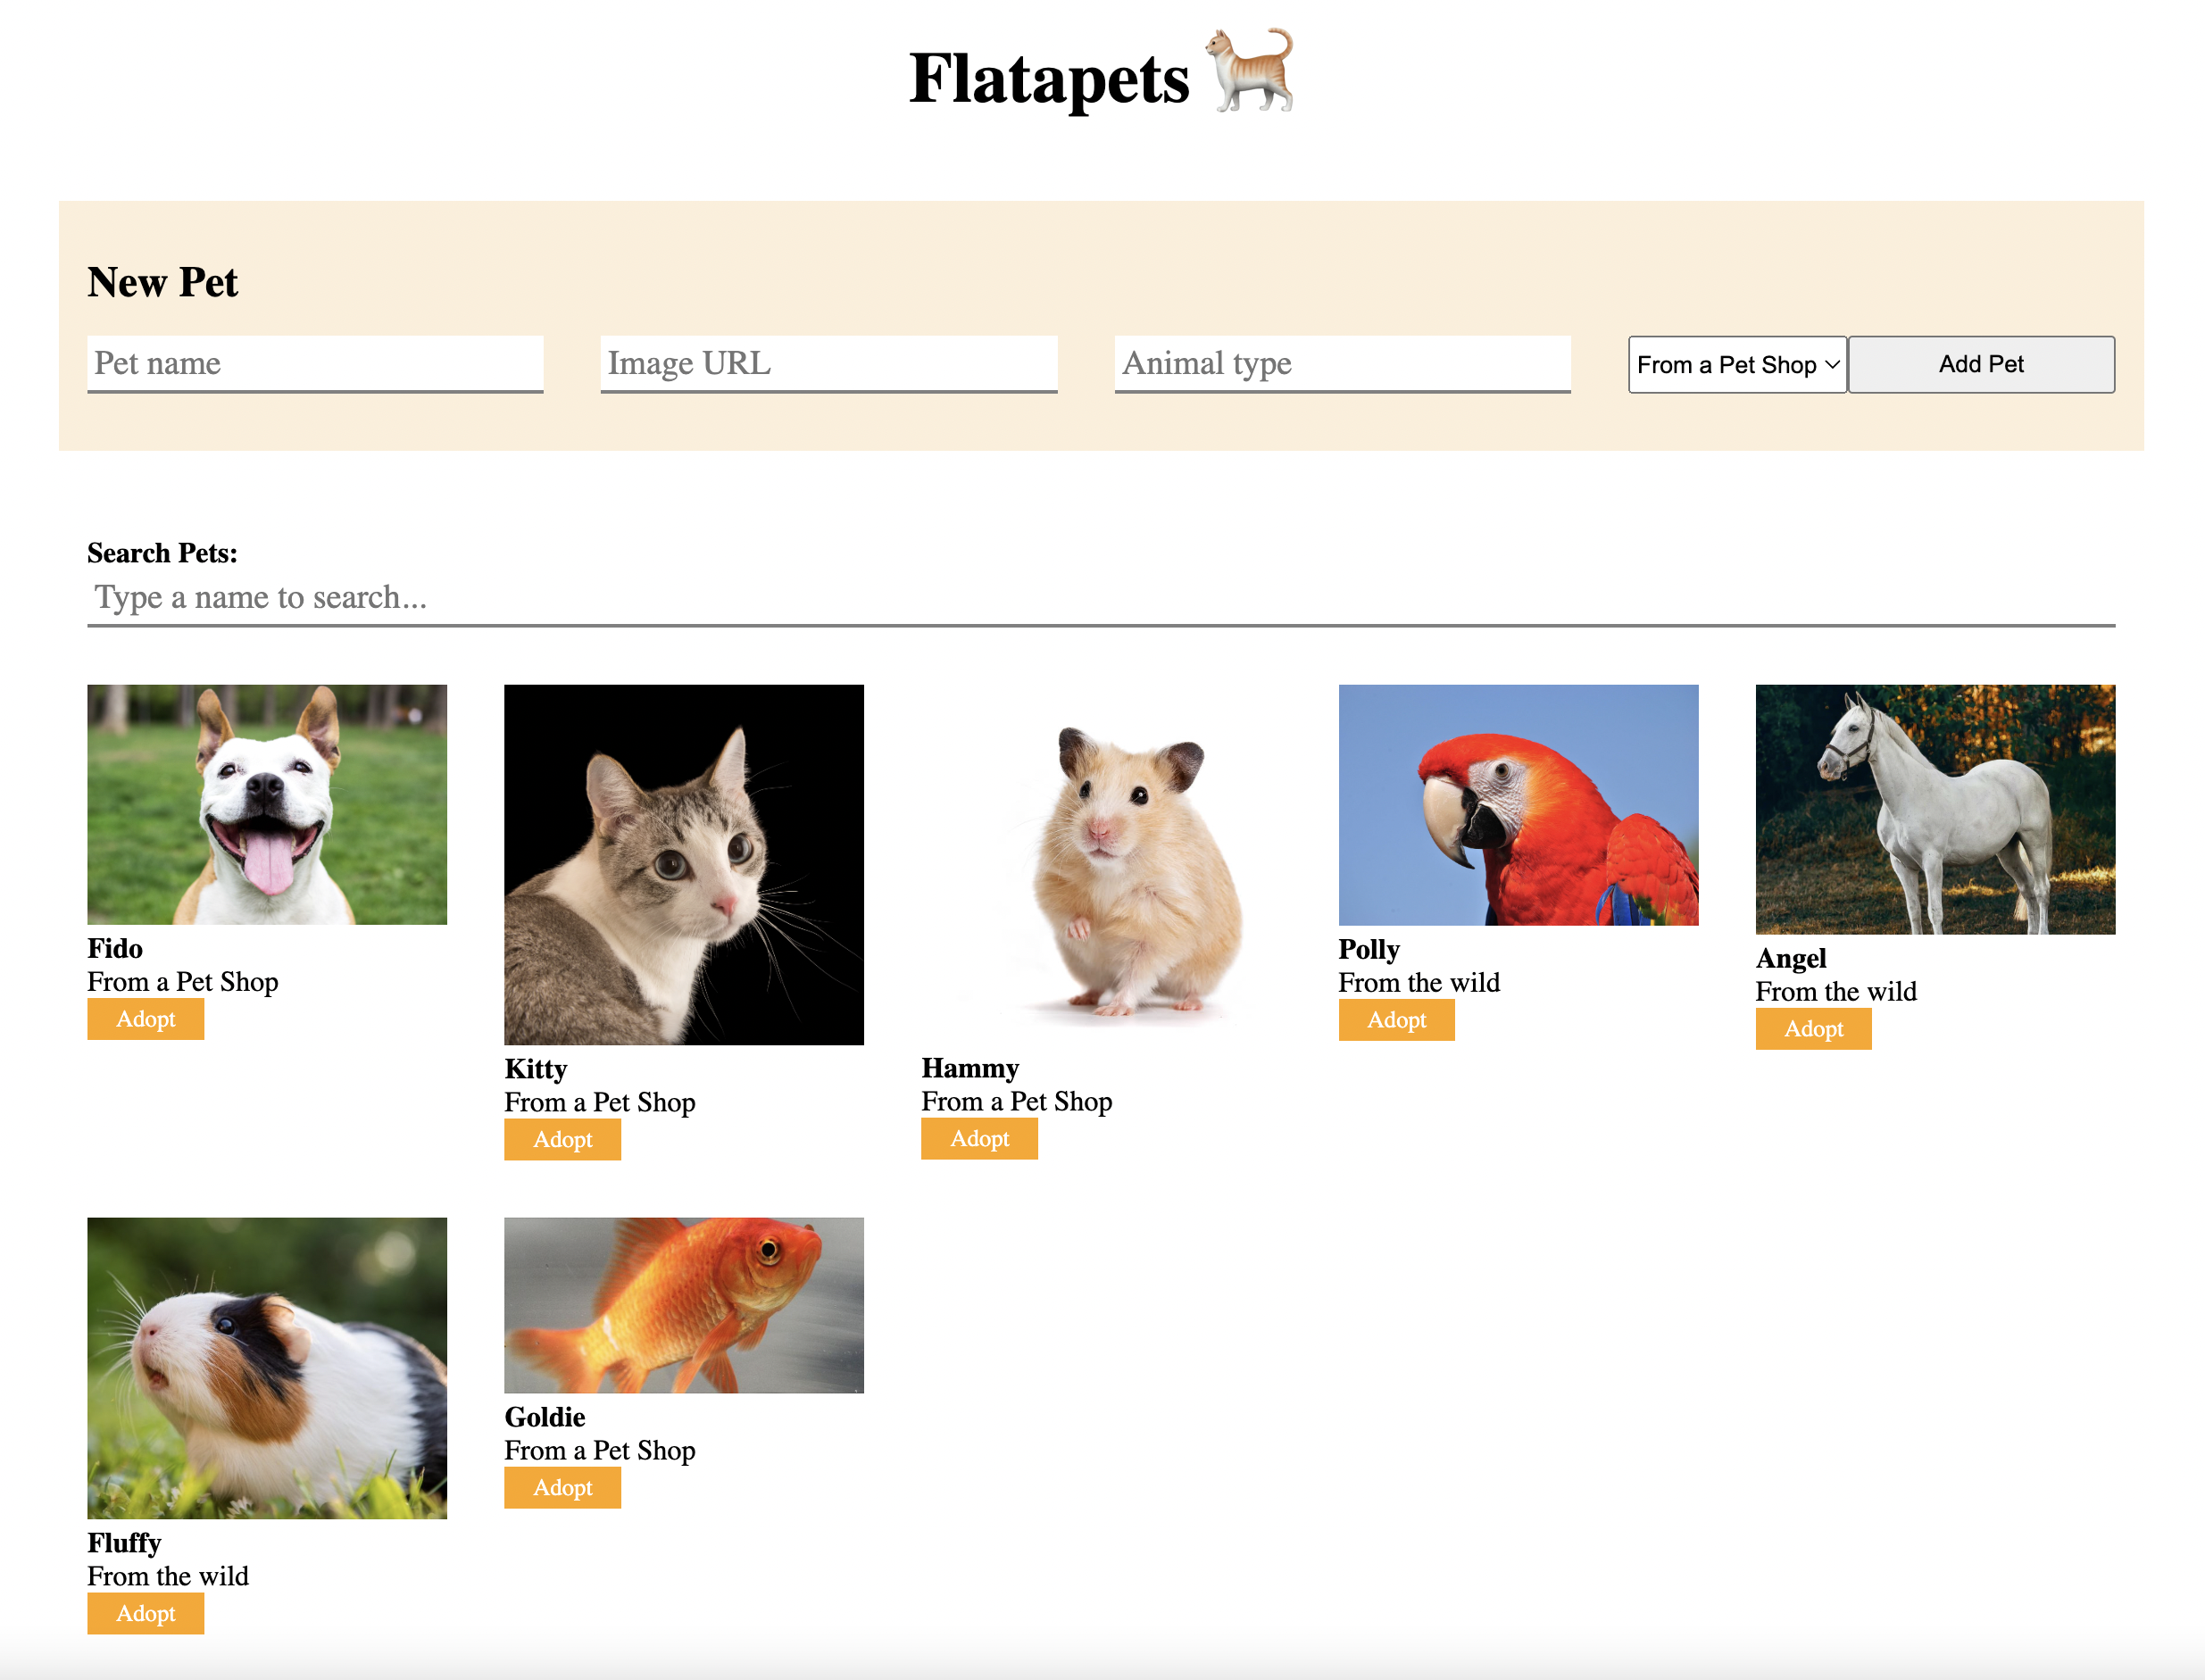 Flatapets
New Pet
Pet name
Image URL
Animal type
From a Pet Shop
Add Pet
Search Pets:
Type a name to search...
Fido
From a Pet Shop
Adopt
Kitty
From a Pet Shop
Adopt
Hammy
From a Pet Shop
Adopt
Polly
From the wild
Adopt
Angel
From the wild
Adopt
Fluffy
From the wild
Adopt
Goldie
From a Pet Shop
Adopt